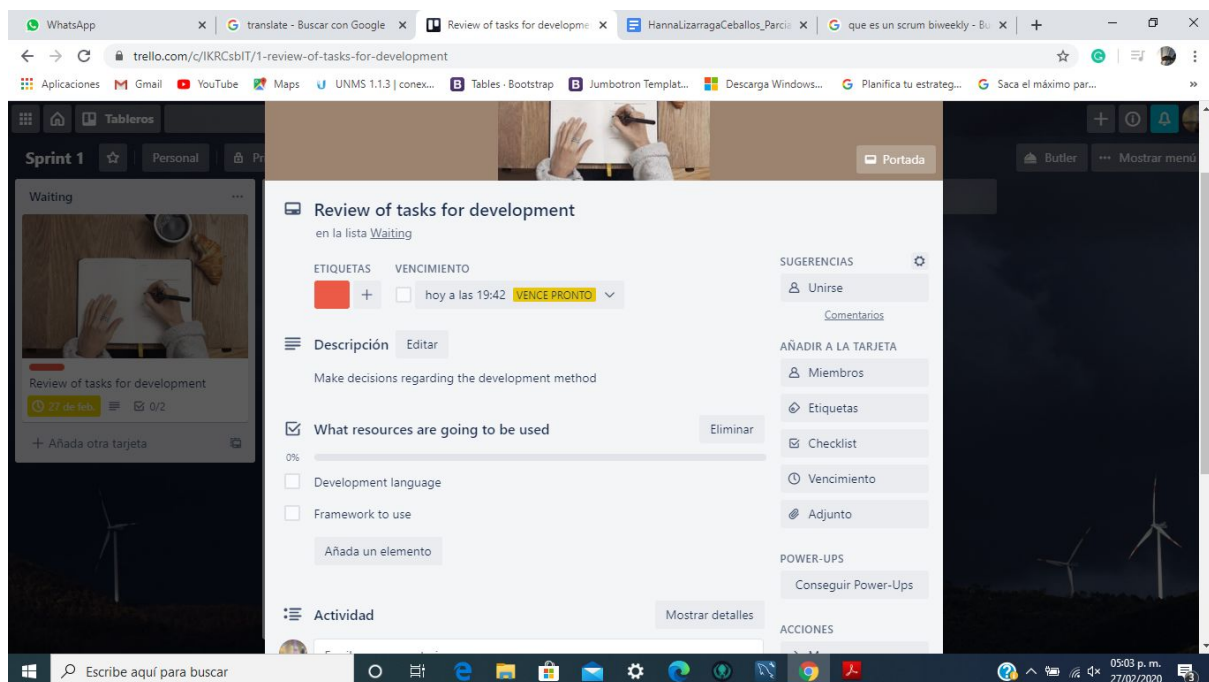 WhatsApp
translate - Buscar con Google
Review of tasks for developme
HannaLizarragaCeballos_Parcia
que es un scrum biweekly - Bu
trello.com/c/IKRCsbIT/1-review-of-tasks-for-development
Aplicaciones Gmail YouTube Maps UNMS 1.1.3 | conex... Tables · Bootstrap Jumbotron Templat... Descarga Windows... Planifica tu estrateg... Saca el máximo par... »
Tableros
Sprint 1 Personal Pr Butler Mostrar menú
Portada
Waiting
Review of tasks for development
27 de feb. 0/2
+ Añada otra tarjeta
Review of tasks for development
en la lista Waiting
ETIQUETAS VENCIMIENTO
hoy a las 19:42 VENCE PRONTO
Descripción Editar
Make decisions regarding the development method
What resources are going to be used Eliminar
0%
Development language
Framework to use
Añada un elemento
Actividad Mostrar detalles
SUGERENCIAS
Unirse
Comentarios
AÑADIR A LA TARJETA
Miembros
Etiquetas
Checklist
Vencimiento
Adjunto
POWER-UPS
Conseguir Power-Ups
ACCIONES
Escribe aquí para buscar
05:03 p. m.
27/02/2020
3